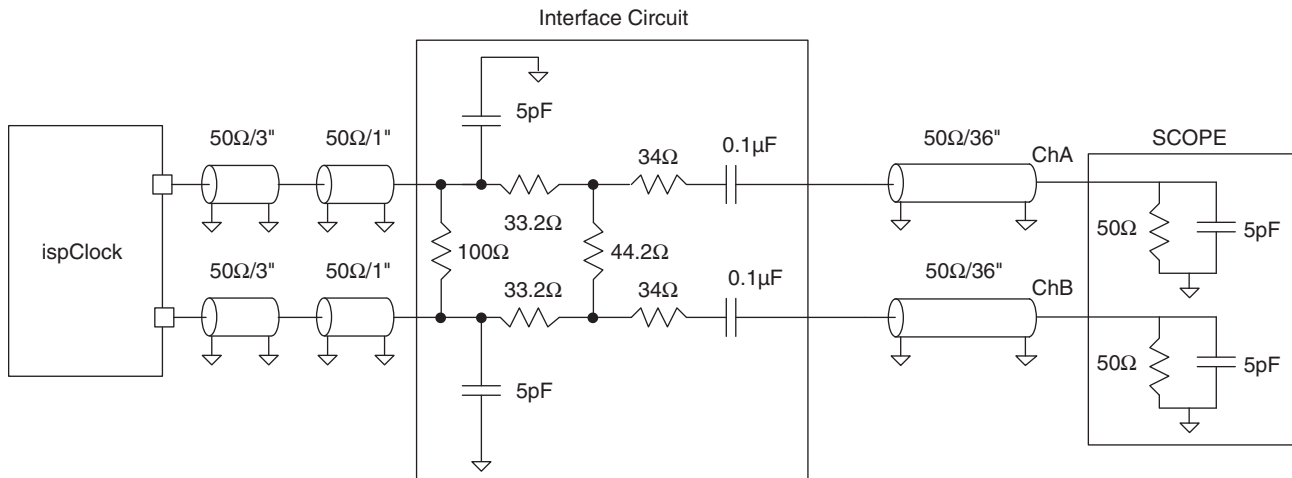 Interface Circuit
5pF
50Ω/3" 50Ω/1" 34Ω 0.1μF 50Ω/36" ChA SCOPE
33.2Ω
50Ω 5pF
ispClock 100Ω 44.2Ω
50Ω/3" 50Ω/1" 33.2Ω 34Ω 0.1μF 50Ω/36" ChB
50Ω 5pF
5pF